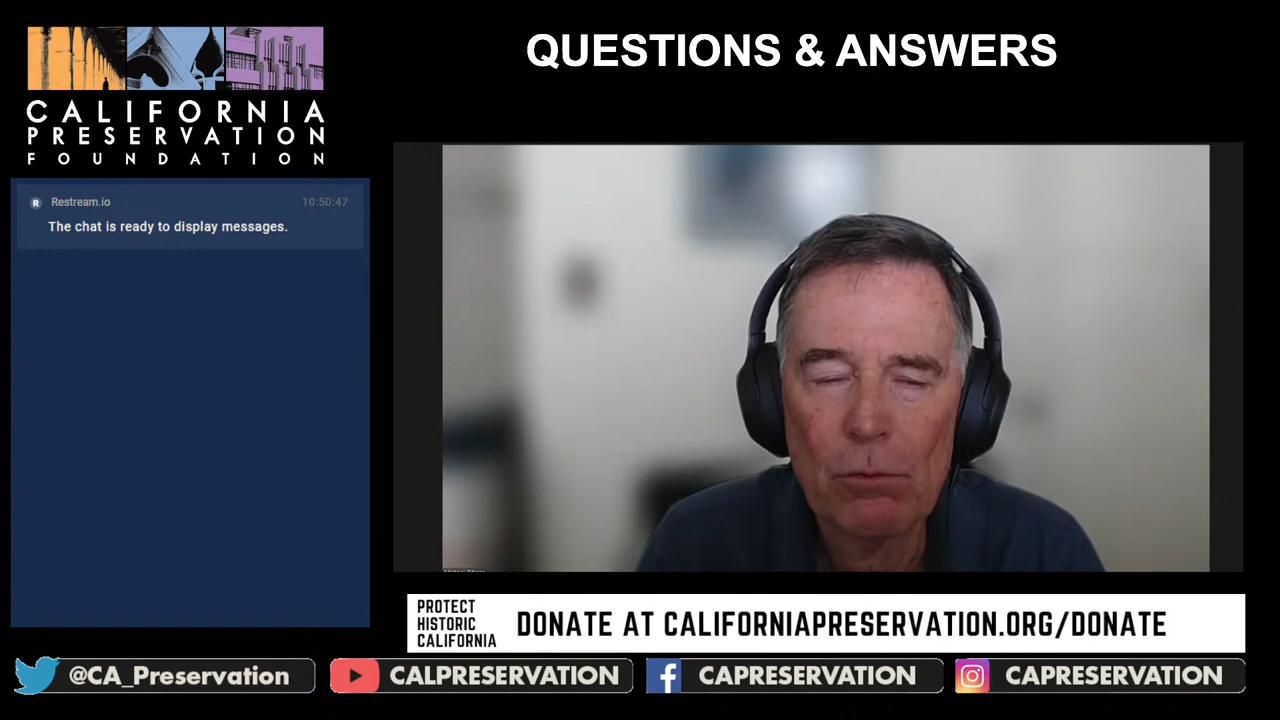 QUESTIONS & ANSWERS
CALIFORNIA
PRESERVATION
FOUNDATION
R
Restream.io 10:50:47
The chat is ready to display messages.
PROTECT
HISTORIC
CALIFORNIA
DONATE AT CALIFORNIAPRESERVATION.ORG/DONATE
@CA_Preservation
CALPRESERVATION
CAPRESERVATION
CAPRESERVATION